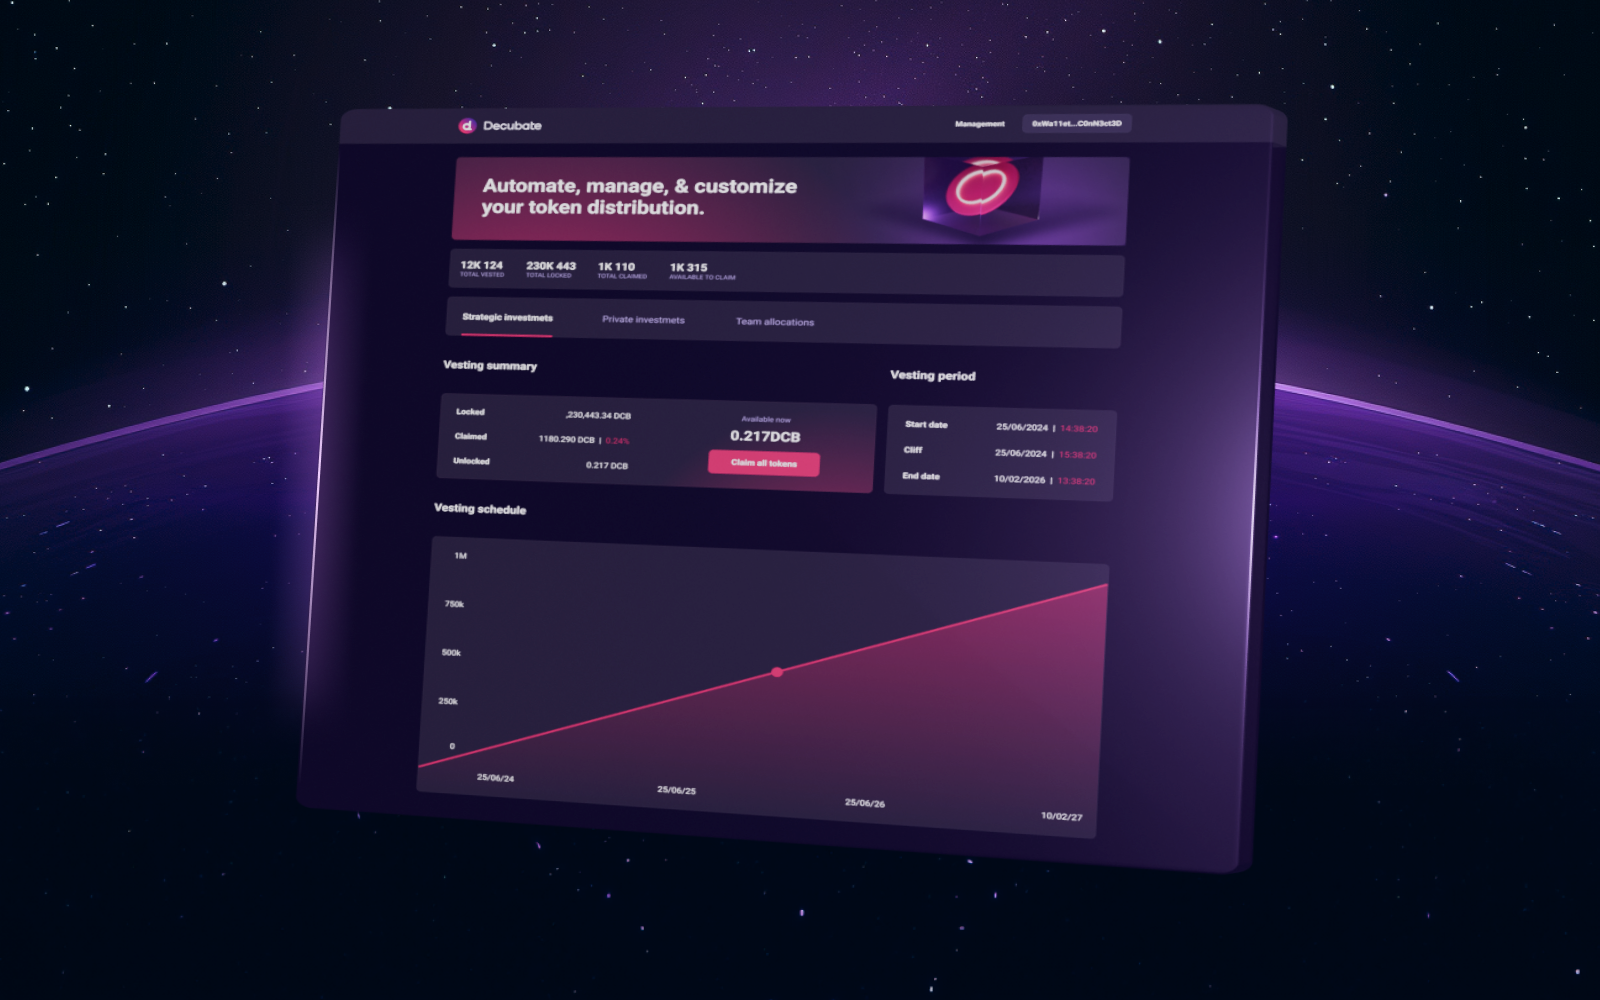 Decubate
Management
0xWa11et...C0nN3ct3D
Automate, manage, & customize
your token distribution.
12K 124
TOTAL VESTED
230K 443
TOTAL LOCKED
1K 110
TOTAL CLAIMED
1K 315
AVAILABLE TO CLAIM
Strategic investmets
Private investmets
Team allocations
Vesting summary
Locked ,230,443.34 DCB
Claimed 1180.290 DCB | 0.24%
Unlocked 0.217 DCB
Available now
0.217DCB
Claim all tokens
Vesting period
Start date 25/06/2024 | 14:38:20
Cliff 25/06/2024 | 15:38:20
End date 10/02/2026 | 13:38:20
Vesting schedule
1M
750k
500k
250k
0
25/06/24
25/06/25
25/06/26
10/02/27